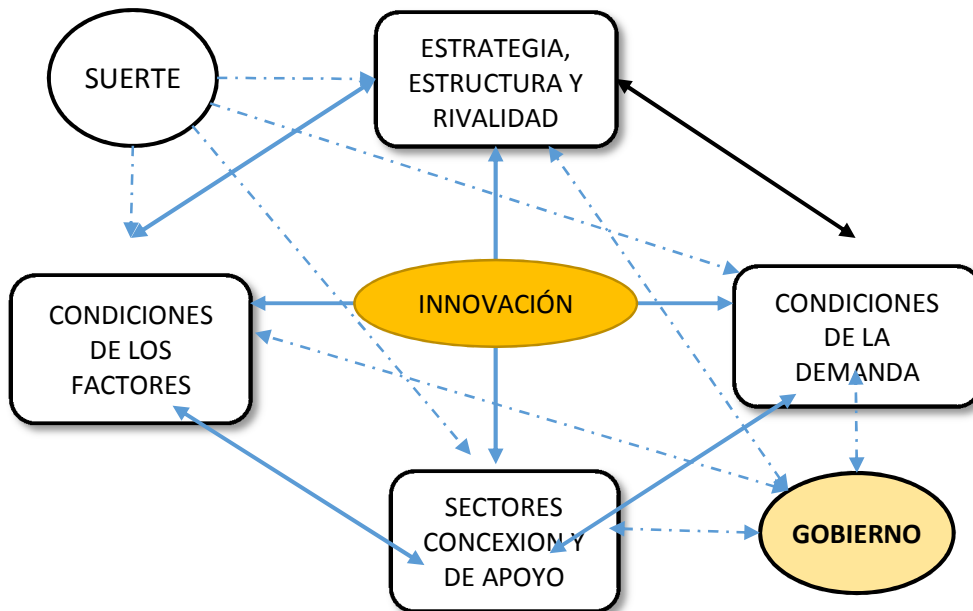 SUERTE
ESTRATEGIA,
ESTRUCTURA Y
RIVALIDAD
CONDICIONES
DE LOS
FACTORES
INNOVACIÓN
CONDICIONES
DE LA
DEMANDA
SECTORES
CONCEXION Y
DE APOYO
GOBIERNO